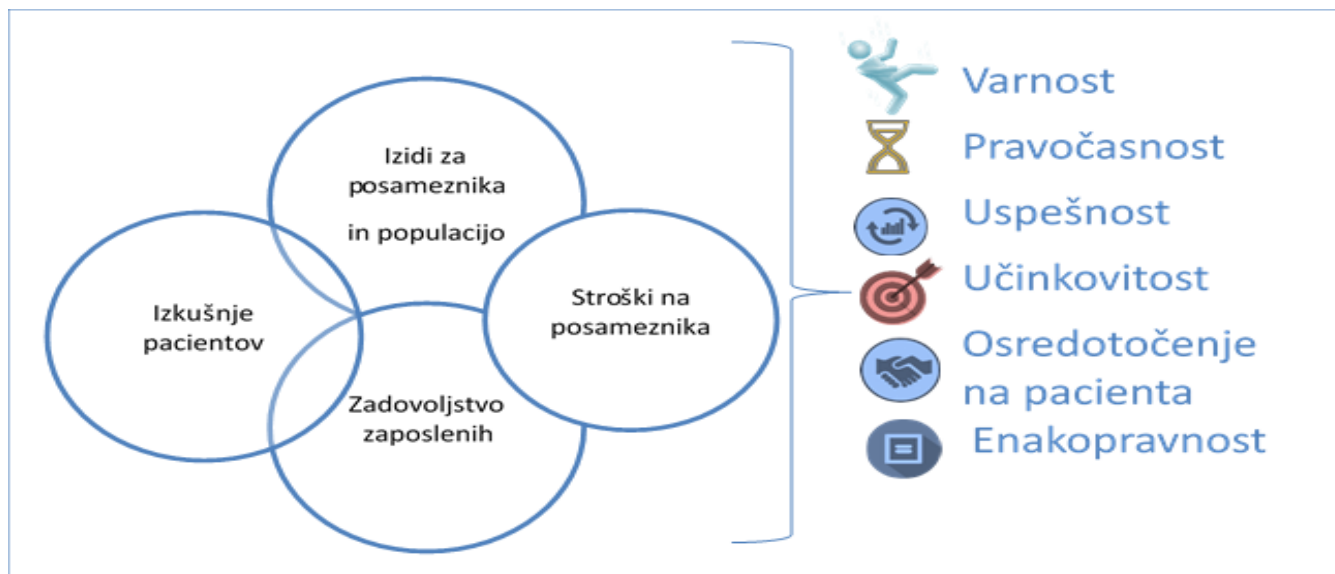 Izidi za
posameznika
in populacijo
Izkušnje
pacientov
Stroški na
posameznika
Zadovoljstvo
zaposlenih
Varnost
Pravočasnost
Uspešnost
Učinkovitost
Osredotočenje
na pacienta
Enakopravnost